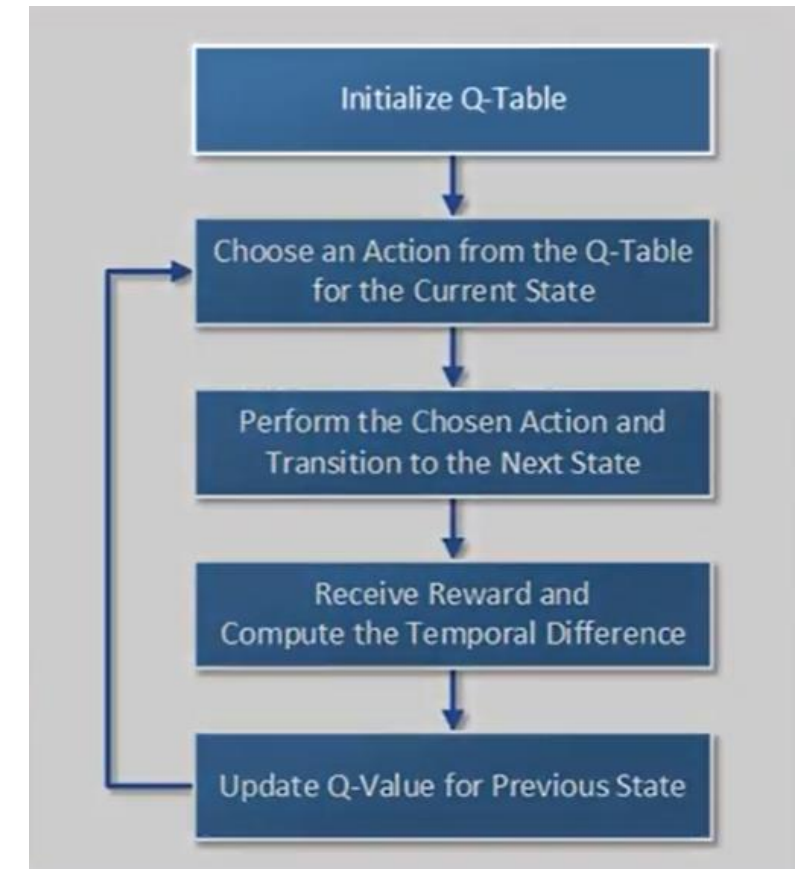 Initialize Q-Table
Choose an Action from the Q-Table
for the Current State
Perform the Chosen Action and
Transition to the Next State
Receive Reward and
Compute the Temporal Difference
Update Q-Value for Previous State